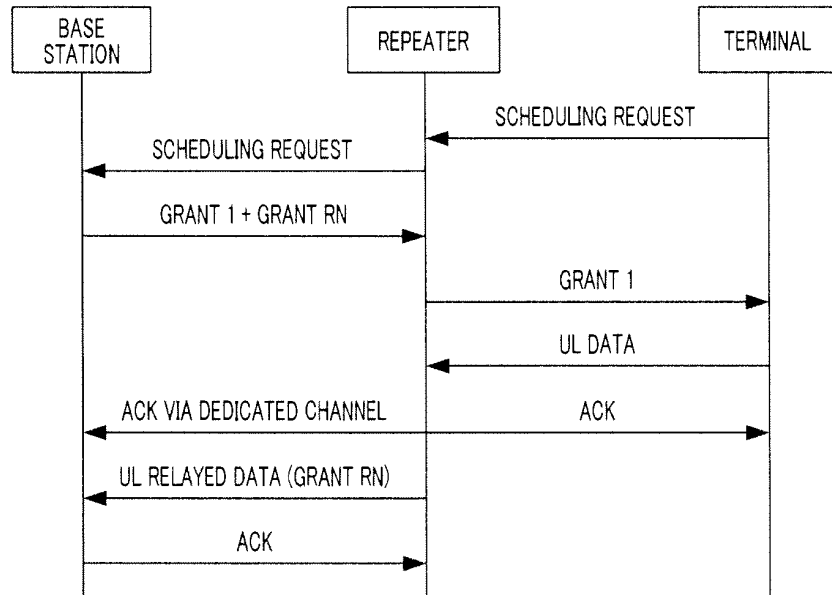 BASE
STATION
REPEATER
TERMINAL
SCHEDULING REQUEST
SCHEDULING REQUEST
GRANT 1 + GRANT RN
GRANT 1
UL DATA
ACK VIA DEDICATED CHANNEL
ACK
UL RELAYED DATA (GRANT RN)
ACK